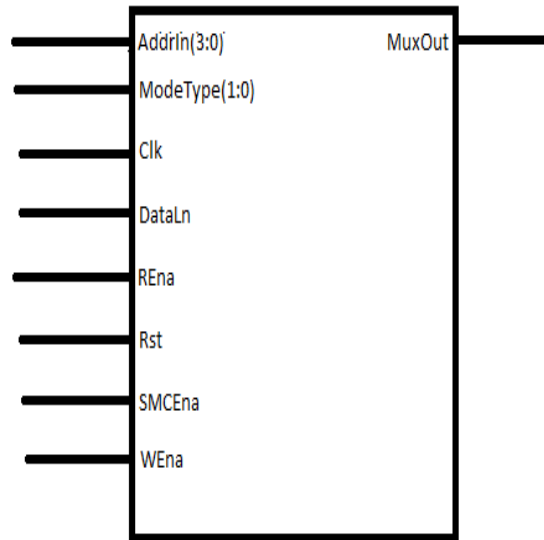 AddrIn(3:0) MuxOut
ModeType(1:0)
Clk
DataLn
REna
Rst
SMCEna
WEna